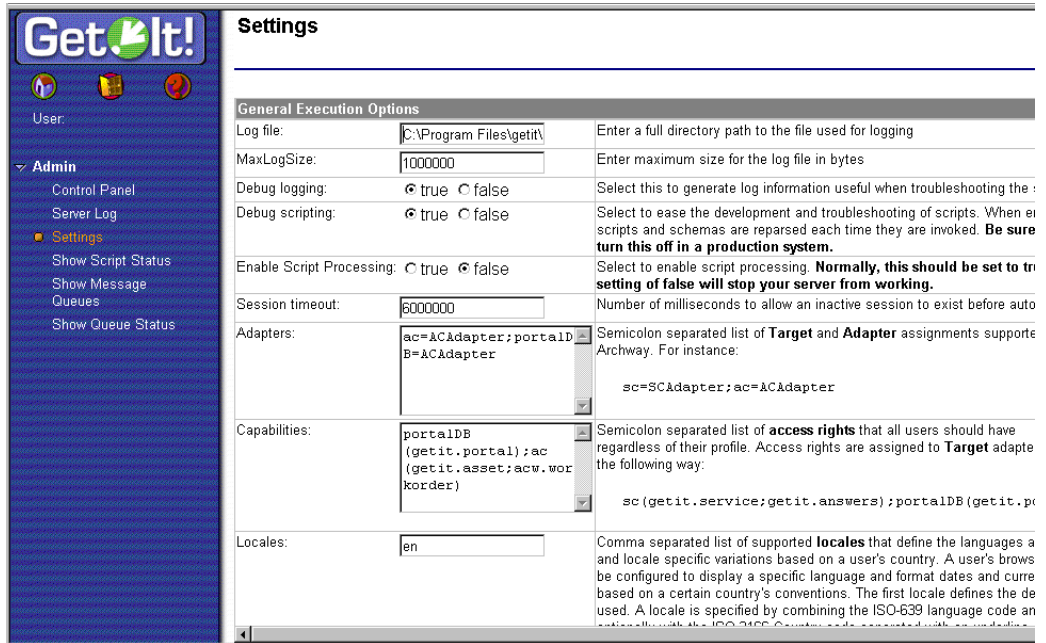 Get.It!
User:
Admin
Control Panel
Server Log
Settings
Show Script Status
Show Message
Queues
Show Queue Status
Settings
General Execution Options
Log file:
C:\Program Files\getit\
Enter a full directory path to the file used for logging
MaxLogSize:
1000000
Enter maximum size for the log file in bytes
Debug logging:
true false
Select this to generate log information useful when troubleshooting the
Debug scripting:
true false
Select to ease the development and troubleshooting of scripts. When
scripts and schemas are reparsed each time they are invoked. Be sure
turn this off in a production system.
Enable Script Processing:
true false
Select to enable script processing. Normally, this should be set to
setting of false will stop your server from working.
Session timeout:
6000000
Number of milliseconds to allow an inactive session to exist before
Adapters:
ac=ACAdapter;portalD
B=ACAdapter
Semicolon separated list of Target and Adapter assignments
Archway. For instance:
sc=SCAdapter;ac=ACAdapter
Capabilities:
portalDB
(getit.portal);ac
(getit.asset;acw.wor
korder)
Semicolon separated list of access rights that all users should have
regardless of their profile. Access rights are assigned to Target
the following way:
sc(getit.service;getit.answers);portalDB(getit.po
Locales:
en
Comma separated list of supported locales that define the languages
and locale specific variations based on a user's country. A user's
be configured to display a specific language and format dates and
based on a certain country's conventions. The first locale defines the
used. A locale is specified by combining the ISO-639 language code